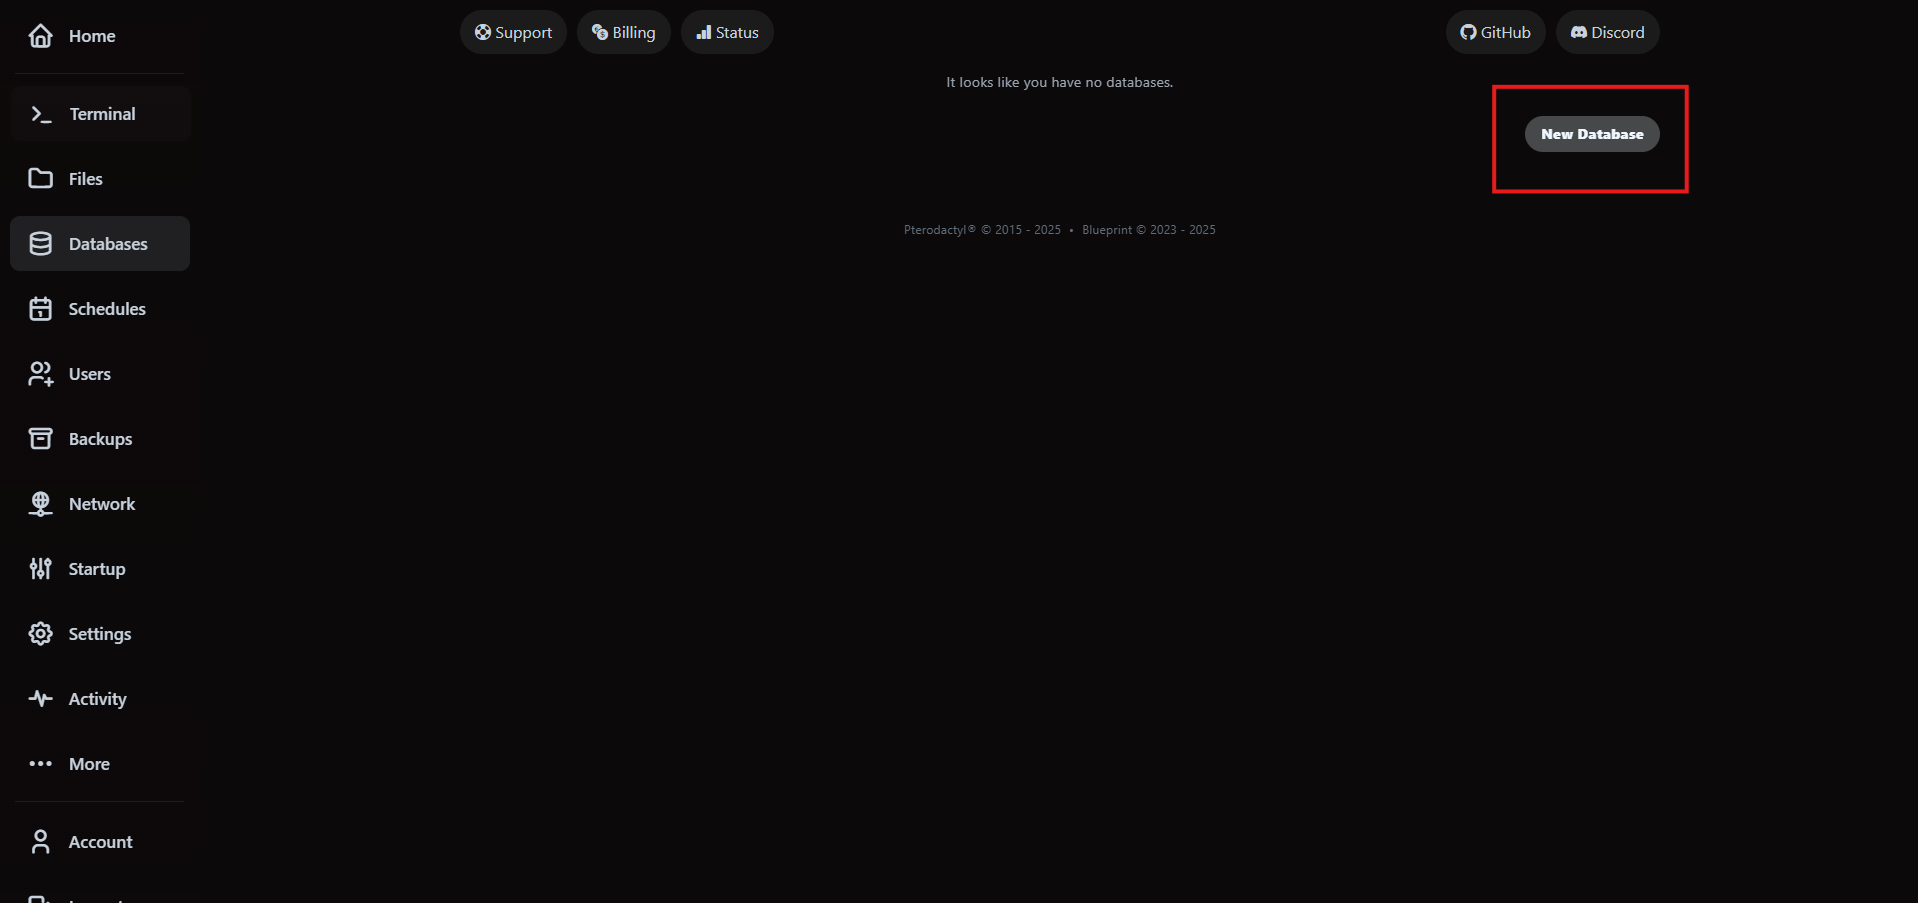 Home
Terminal
Files
Databases
Schedules
Users
Backups
Network
Startup
Settings
Activity
More
Account
Support
Billing
Status
GitHub
Discord
It looks like you have no databases.
New Database
Pterodactyl® © 2015 - 2025 • Blueprint © 2023 - 2025